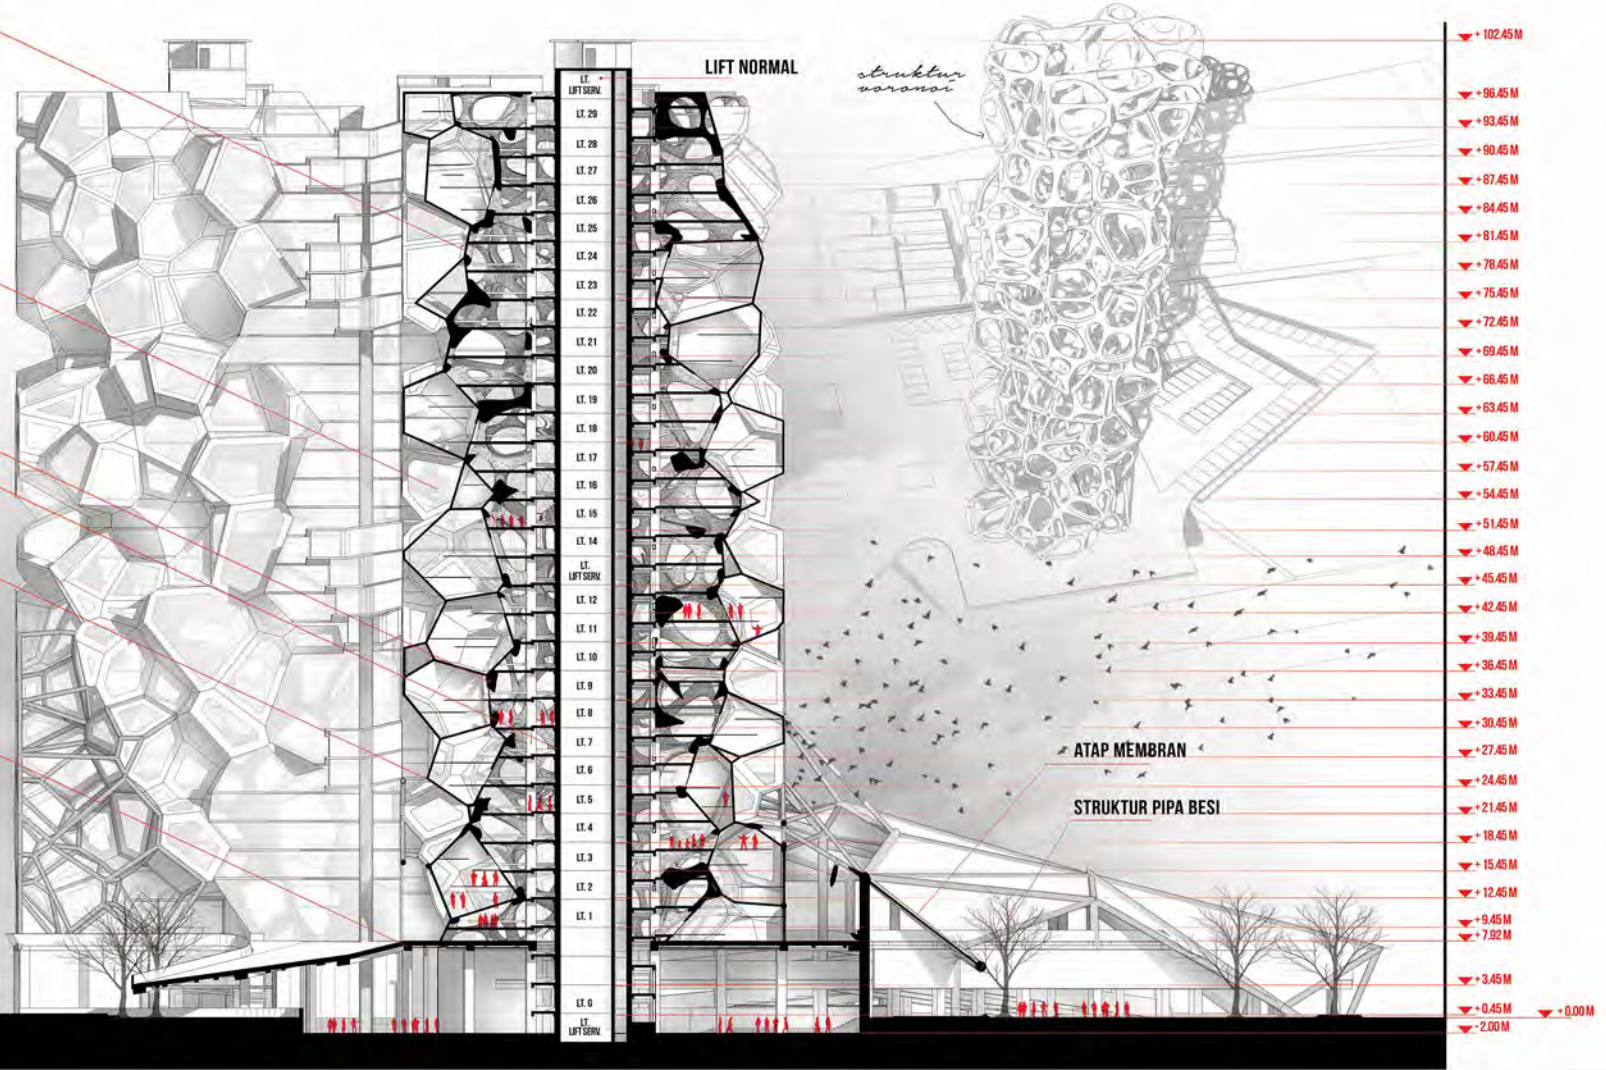 LIFT NORMAL
struktur
voronoi
ATAP MEMBRAN
STRUKTUR PIPA BESI
LT.
LIFT SERV.
LT. 29
LT. 28
LT. 27
LT. 26
LT. 25
LT. 24
LT. 23
LT. 22
LT. 21
LT. 20
LT. 19
LT. 18
LT. 17
LT. 16
LT. 15
LT. 14
LT.
LIFT SERV.
LT. 12
LT. 11
LT. 10
LT. 9
LT. 8
LT. 7
LT. 6
LT. 5
LT. 4
LT. 3
LT. 2
LT. 1
LT. G
LT.
LIFT SERV.
+ 102.45 M
+ 96.45 M
+ 93.45 M
+ 90.45 M
+ 87.45 M
+ 84.45 M
+ 81.45 M
+ 78.45 M
+ 75.45 M
+ 72.45 M
+ 69.45 M
+ 66.45 M
+ 63.45 M
+ 60.45 M
+ 57.45 M
+ 54.45 M
+ 51.45 M
+ 48.45 M
+ 45.45 M
+ 42.45 M
+ 39.45 M
+ 36.45 M
+ 33.45 M
+ 30.45 M
+ 27.45 M
+ 24.45 M
+ 21.45 M
+ 18.45 M
+ 15.45 M
+ 12.45 M
+ 9.45 M
+ 7.92 M
+ 3.45 M
+ 0.45 M
+ 0.00 M
- 2.00 M